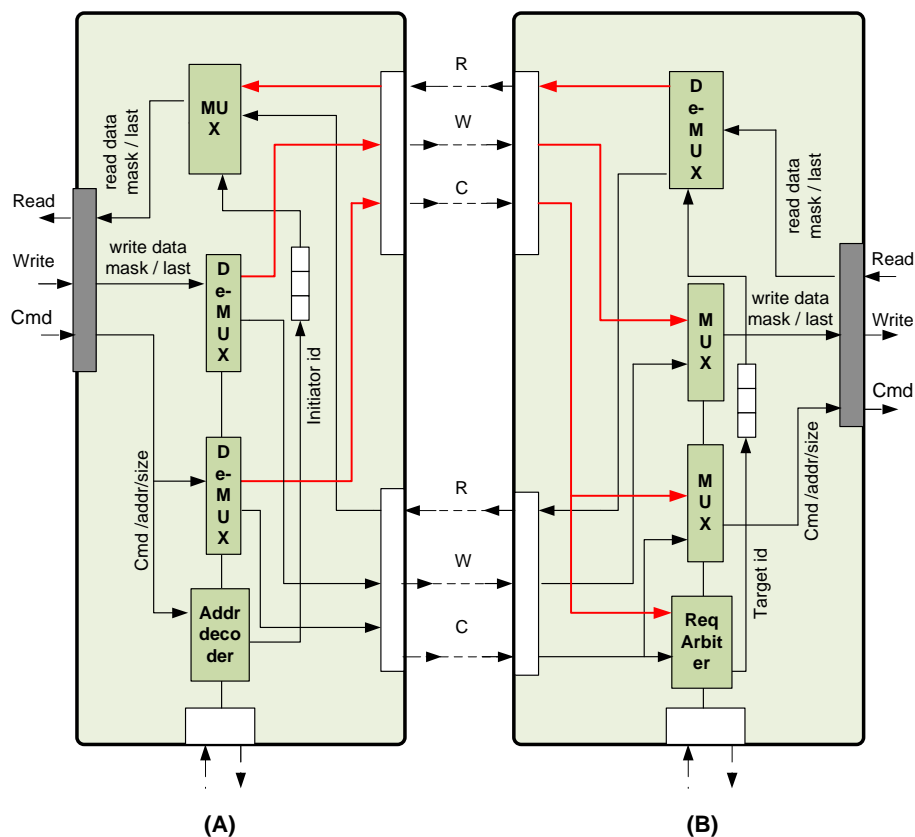 R
W
C
MU
X
read data
mask / last
Read
Write
Cmd
write data
mask / last
D
e-
M
U
X
Initiator id
D
e-
M
U
X
Cmd /addr/size
Addr
deco
der
R
W
C
(A)
D
e-
M
U
X
read data
mask / last
Read
Write
Cmd
write data
mask / last
M
U
X
M
U
X
Cmd /addr/size
Target id
Req
Arbit
er
(B)